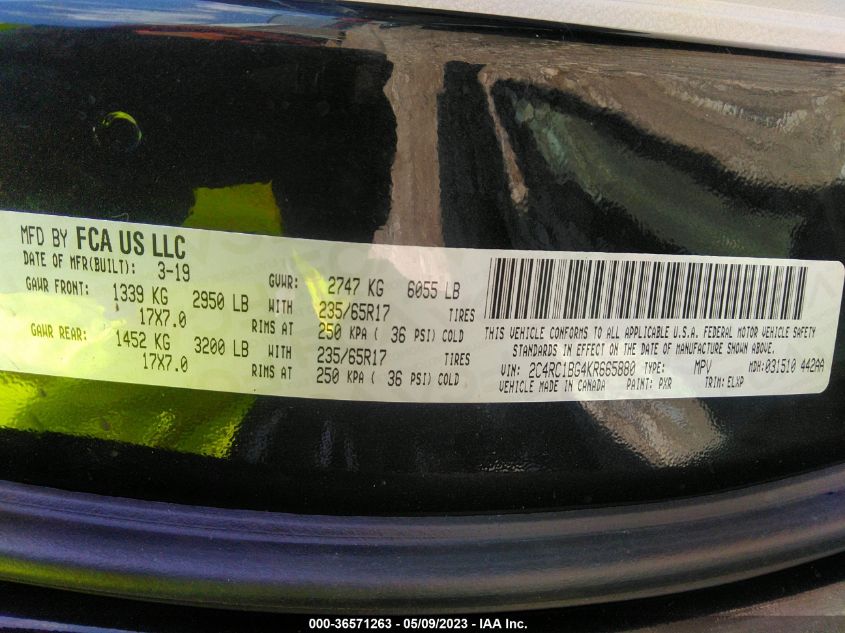 MFD BY FCA US LLC
DATE OF MFR(BUILT): 3-19 GVWR: 2747 KG 6055 LB
GAWR FRONT: 1339 KG 2950 LB WITH 235/65R17 TIRES
17X7.0 RIMS AT 250 KPA ( 36 PSI) COLD
GAWR REAR: 1452 KG 3200 LB WITH 235/65R17 TIRES
17X7.0 RIMS AT 250 KPA ( 36 PSI) COLD
THIS VEHICLE CONFORMS TO ALL APPLICABLE U.S.A. FEDERAL MOTOR VEHICLE SAFETY
STANDARDS IN EFFECT ON THE DATE OF MANUFACTURE SHOWN ABOVE.
VIN: 2C4RC1BG4KR665880 TYPE: MPV MDH:031510 442AA
VEHICLE MADE IN CANADA PAINT: PXR TRIM: ELXP
000-36571263 - 05/09/2023 - IAA Inc.